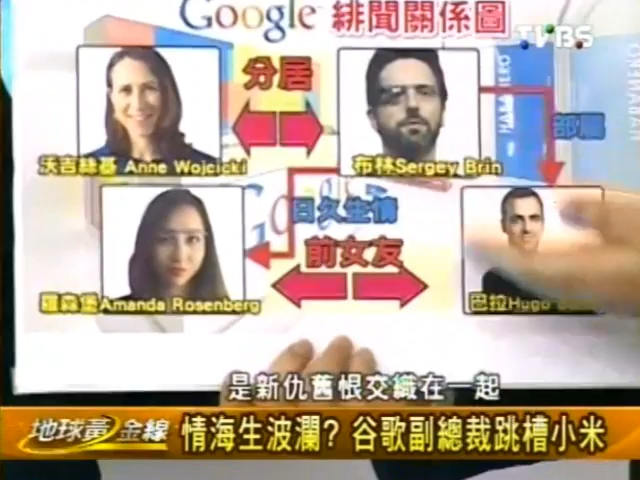 Google 緋聞關係圖
TVBS
分居
HABANERO
部屬
沃吉絲基 Anne Wojcicki
布林Sergey Brin
Google
日久生情
前女友
羅森堡Amanda Rosenberg
巴拉Hugo
是新仇舊恨交織在一起
地球黃金線
情海生波瀾? 谷歌副總裁跳槽小米